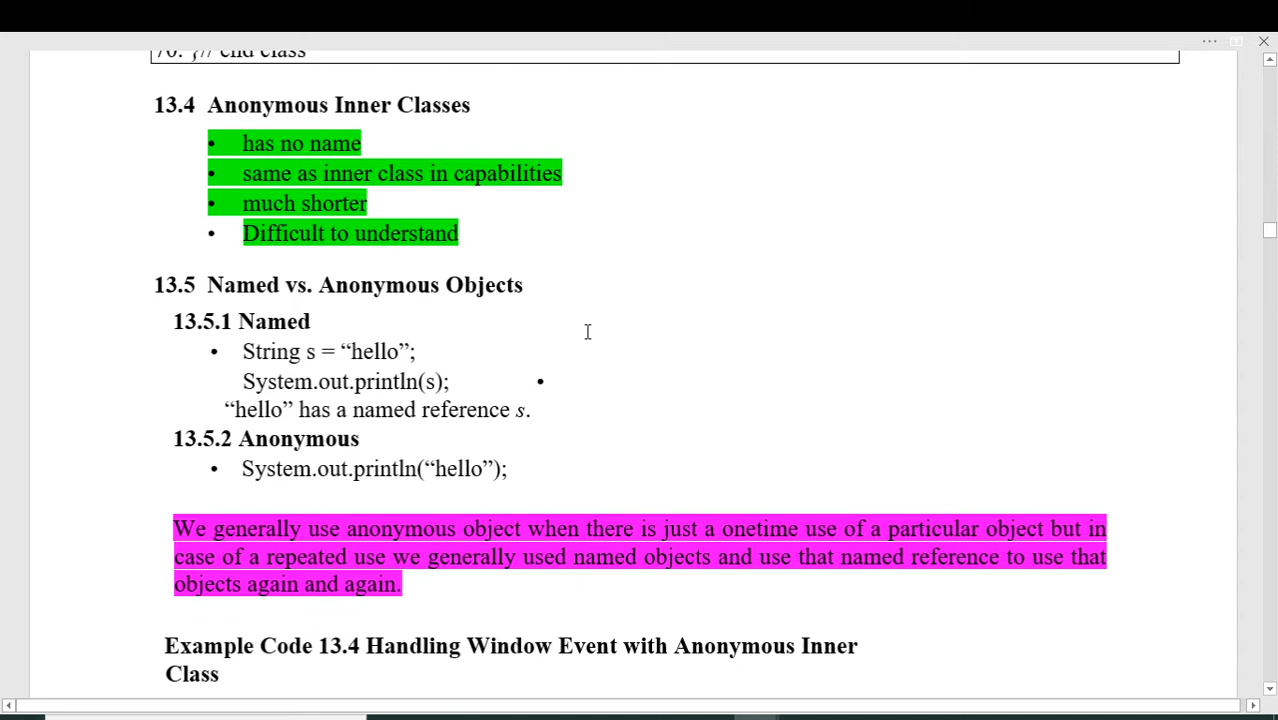 70. }// end class
13.4 Anonymous Inner Classes
• has no name
• same as inner class in capabilities
• much shorter
• Difficult to understand
13.5 Named vs. Anonymous Objects
13.5.1 Named
• String s = “hello”;
System.out.println(s); •
“hello” has a named reference s.
13.5.2 Anonymous
• System.out.println(“hello”);
We generally use anonymous object when there is just a onetime use of a particular object but in
case of a repeated use we generally used named objects and use that named reference to use that
objects again and again.
Example Code 13.4 Handling Window Event with Anonymous Inner
Class